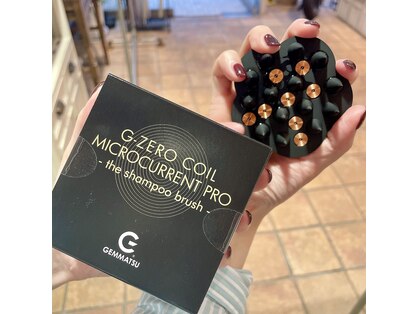 G-ZERO COIL
MICROCURRENT PRO
- the shampoo brush -
GEMMATSU